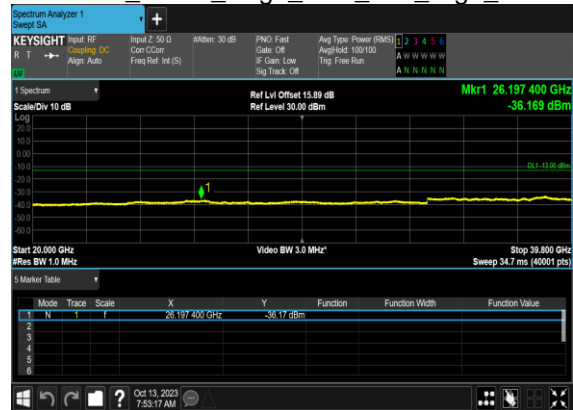 Spectrum Analyzer 1
Swept SA
+
KEYSIGHT Input: RF Input Z: 50 Ω #Atten: 30 dB PNO: Fast Avg Type: Power (RMS) 1 2 3 4 5 6
R T Coupling: DC Corr CCorr Gate: Off Avg|Hold: 100/100 A W W W W W
Align: Auto Freq Ref: Int (S) IF Gain: Low Trig: Free Run
LW Sig Track: Off A N N N N N
1 Spectrum Ref Lvl Offset 15.89 dB Mkr1 26.197 400 GHz
Scale/Div 10 dB Ref Level 30.00 dBm -36.169 dBm
Log
20.0
10.0
0.00
-10.0 DL1 -13.00 dBm
-20.0
-30.0 1
-40.0
-50.0
-60.0
Start 20.000 GHz Video BW 3.0 MHz* Stop 39.800 GHz
#Res BW 1.0 MHz Sweep 34.7 ms (40001 pts)
5 Marker Table
Mode Trace Scale X Y Function Function Width Function Value
1 N 1 f 26.197 400 GHz -36.17 dBm
2
3
4
5
6
? Oct 13, 2023
7:53:17 AM